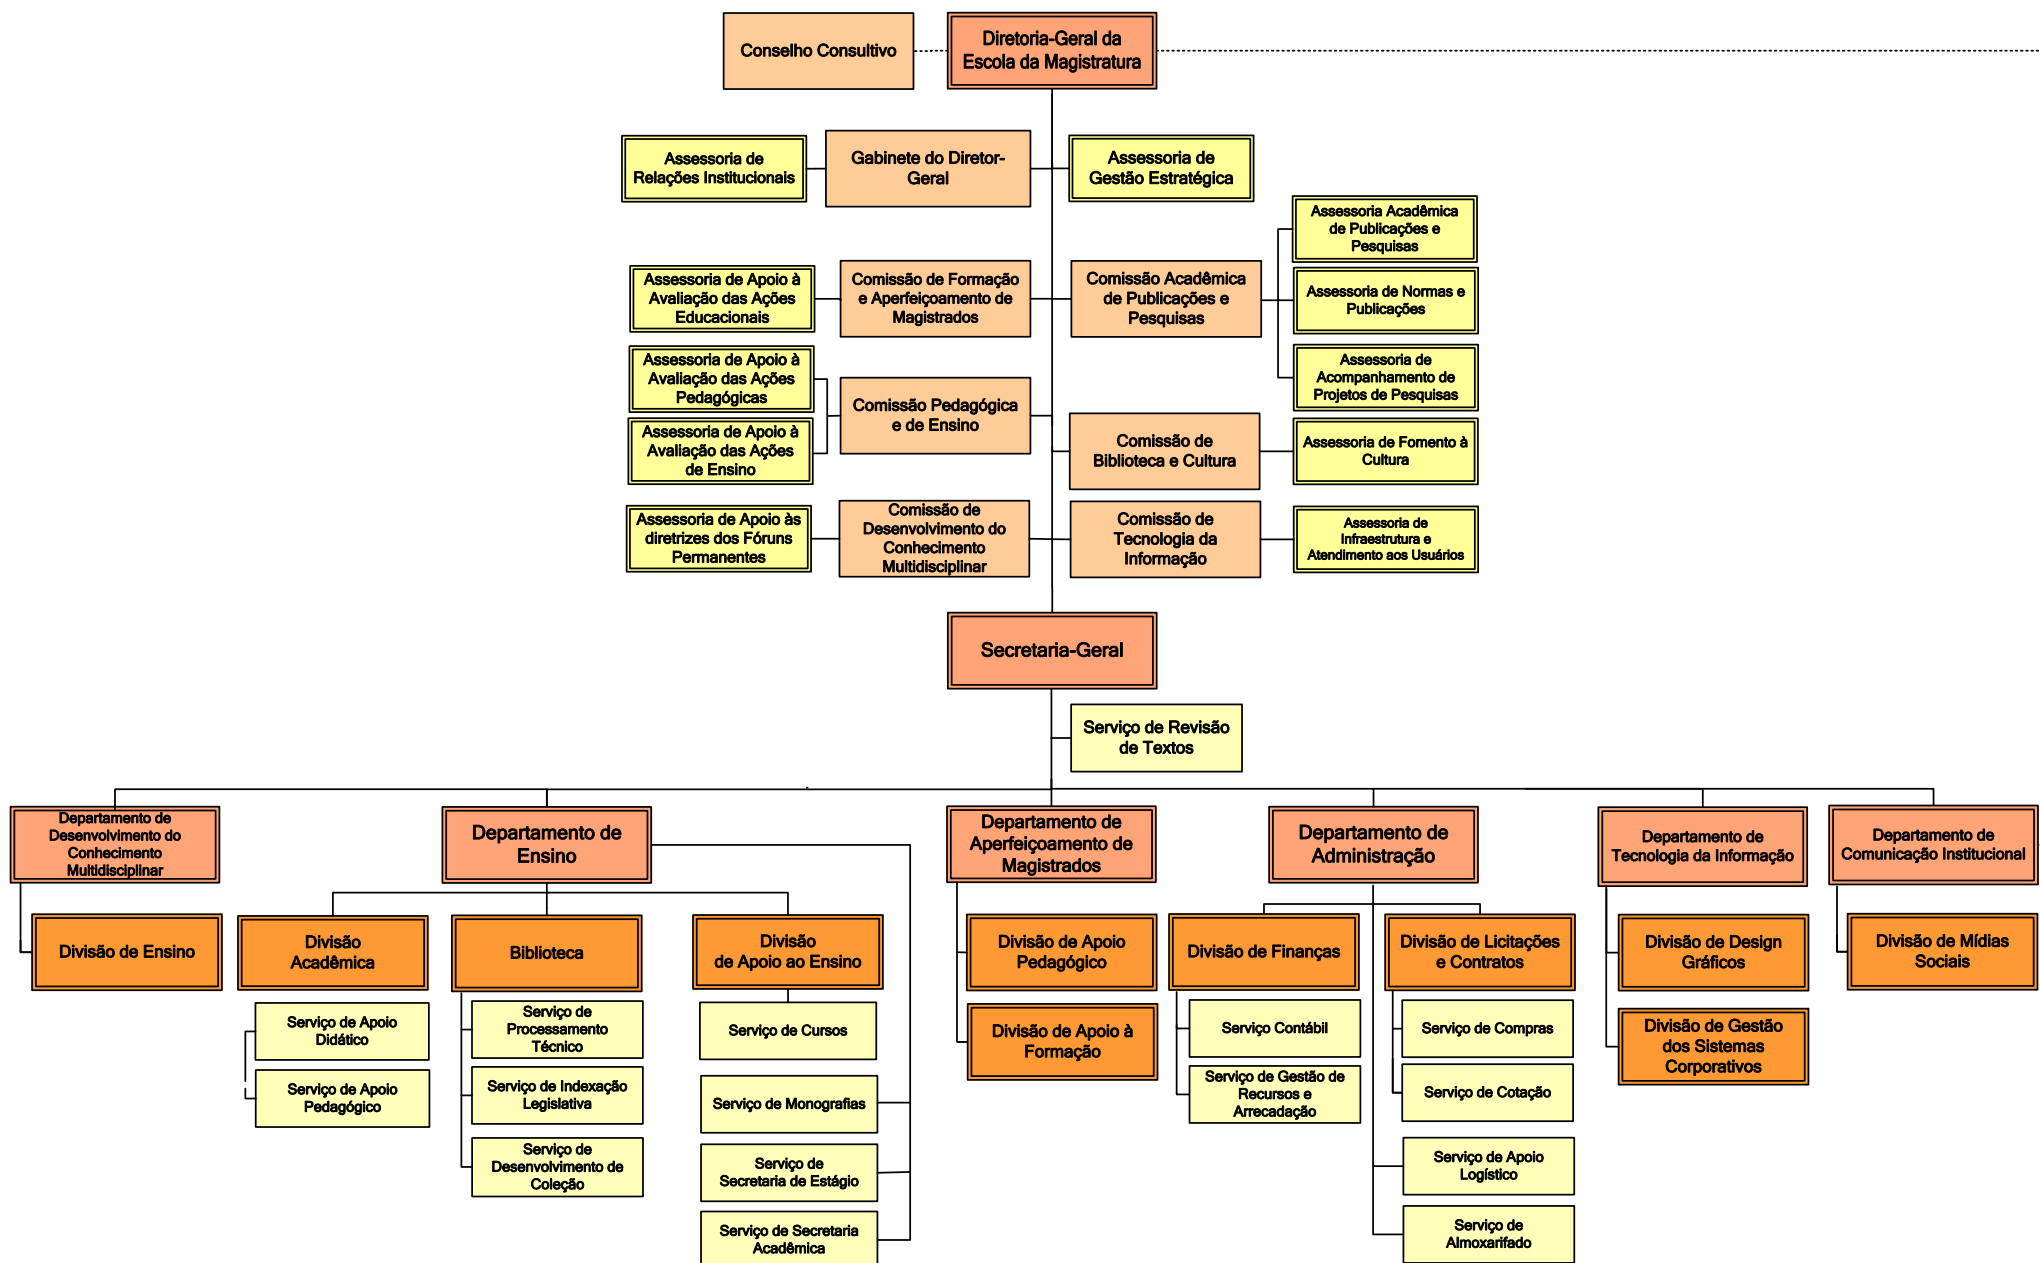 Conselho Consultivo
Diretoria-Geral da
Escola da Magistratura
Assessoria de
Relações Institucionais
Gabinete do Diretor-
Geral
Assessoria de
Gestão Estratégica
Assessoria Acadêmica
de Publicações e
Pesquisas
Assessoria de Apoio à
Avaliação das Ações
Educacionais
Comissão de Formação
e Aperfeiçoamento de
Magistrados
Comissão Acadêmica
de Publicações e
Pesquisas
Assessoria de Normas e
Publicações
Assessoria de
Acompanhamento de
Projetos de Pesquisas
Assessoria de Apoio à
Avaliação das Ações
Pedagógicas
Assessoria de Apoio à
Avaliação das Ações
de Ensino
Comissão Pedagógica
e de Ensino
Comissão de
Biblioteca e Cultura
Assessoria de Fomento à
Cultura
Assessoria de Apoio às
diretrizes dos Fóruns
Permanentes
Comissão de
Desenvolvimento do
Conhecimento
Multidisciplinar
Comissão de
Tecnologia da
Informação
Assessoria de
Infraestrutura e
Atendimento aos Usuários
Secretaria-Geral
Serviço de Revisão
de Textos
Departamento de
Desenvolvimento do
Conhecimento
Multidisciplinar
Departamento de
Ensino
Departamento de
Aperfeiçoamento de
Magistrados
Departamento de
Administração
Departamento de
Tecnologia da Informação
Departamento de
Comunicação Institucional
Divisão de Ensino
Divisão
Acadêmica
Biblioteca
Divisão
de Apoio ao Ensino
Divisão de Apoio
Pedagógico
Divisão de Finanças
Divisão de Licitações
e Contratos
Divisão de Design
Gráficos
Divisão de Mídias
Sociais
Serviço de Apoio
Didático
Serviço de
Processamento
Técnico
Serviço de Cursos
Divisão de Apoio à
Formação
Serviço Contábil
Serviço de Compras
Divisão de Gestão
dos Sistemas
Corporativos
Serviço de Apoio
Pedagógico
Serviço de Indexação
Legislativa
Serviço de Monografias
Serviço de Gestão de
Recursos e
Arrecadação
Serviço de Cotação
Serviço de
Desenvolvimento de
Coleção
Serviço de
Secretaria de Estágio
Serviço de Apoio
Logístico
Serviço de Secretaria
Acadêmica
Serviço de
Almoxarifado